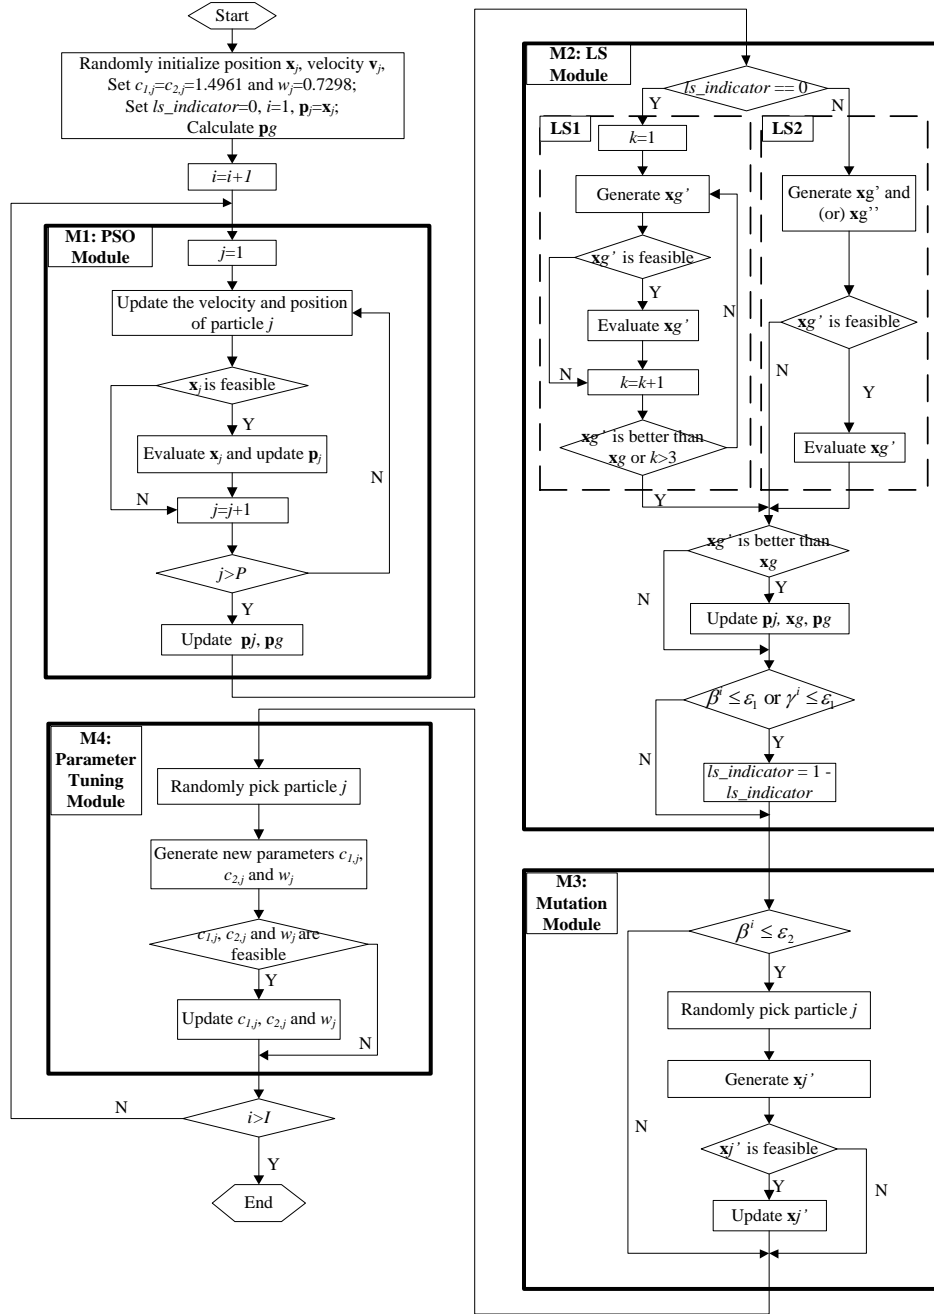 Start
Randomly initialize position xj, velocity vj,
Set c1,j=c2,j=1.4961 and wj=0.7298;
Set ls_indicator=0, i=1, pj=xj;
Calculate pg
i=i+1
M1: PSO
Module
j=1
Update the velocity and position
of particle j
xj is feasible
Y
Evaluate xj and update pj
N
N
j=j+1
j>P
Y
Update pj, pg
M4:
Parameter
Tuning
Module
Randomly pick particle j
Generate new parameters c1,j,
c2,j and wj
c1,j, c2,j and wj are
feasible
Y
Update c1,j, c2,j and wj
N
N
i>I
Y
End
M2: LS
Module
ls_indicator == 0
Y
N
LS1
k=1
Generate xg’
xg’ is feasible
Y
N
Evaluate xg’
N
k=k+1
xg’ is better than
xg or k>3
Y
LS2
Generate xg’ and
(or) xg’’
xg’ is feasible
N
Y
Evaluate xg’
xg’ is better than
xg
N
Y
Update pj, xg, pg
βi ≤ ε1 or γi ≤ ε1
Y
N
ls_indicator = 1 -
ls_indicator
M3:
Mutation
Module
βi ≤ ε2
Y
Randomly pick particle j
Generate xj’
N
xj’ is feasible
Y
N
Update xj’